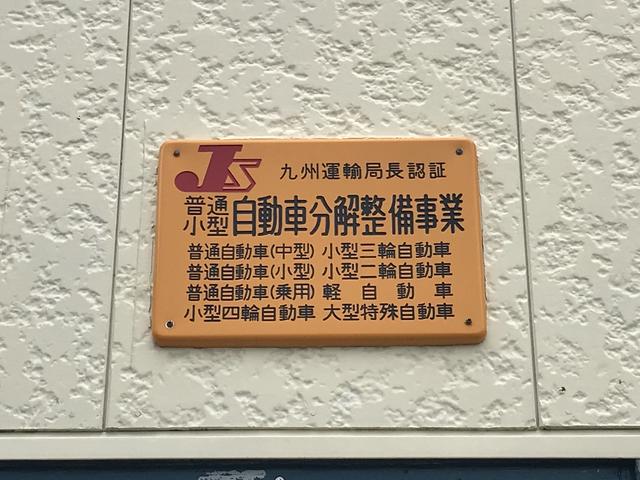 JS 九州運輸局長認証
普通小型 自動車分解整備事業
普通自動車(中型) 小型三輪自動車
普通自動車(小型) 小型二輪自動車
普通自動車(乗用) 軽自動車
小型四輪自動車 大型特殊自動車